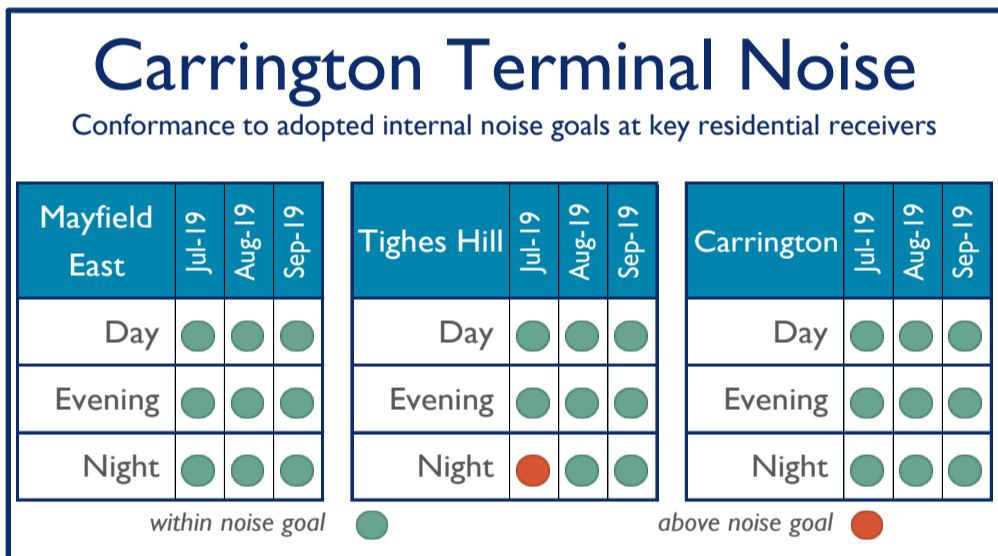 Carrington Terminal Noise
Conformance to adopted internal noise goals at key residential receivers
Mayfield
East
Jul-19
Aug-19
Sep-19
Day
Evening
Night
Tighes Hill
Jul-19
Aug-19
Sep-19
Day
Evening
Night
Carrington
Jul-19
Aug-19
Sep-19
Day
Evening
Night
within noise goal
above noise goal